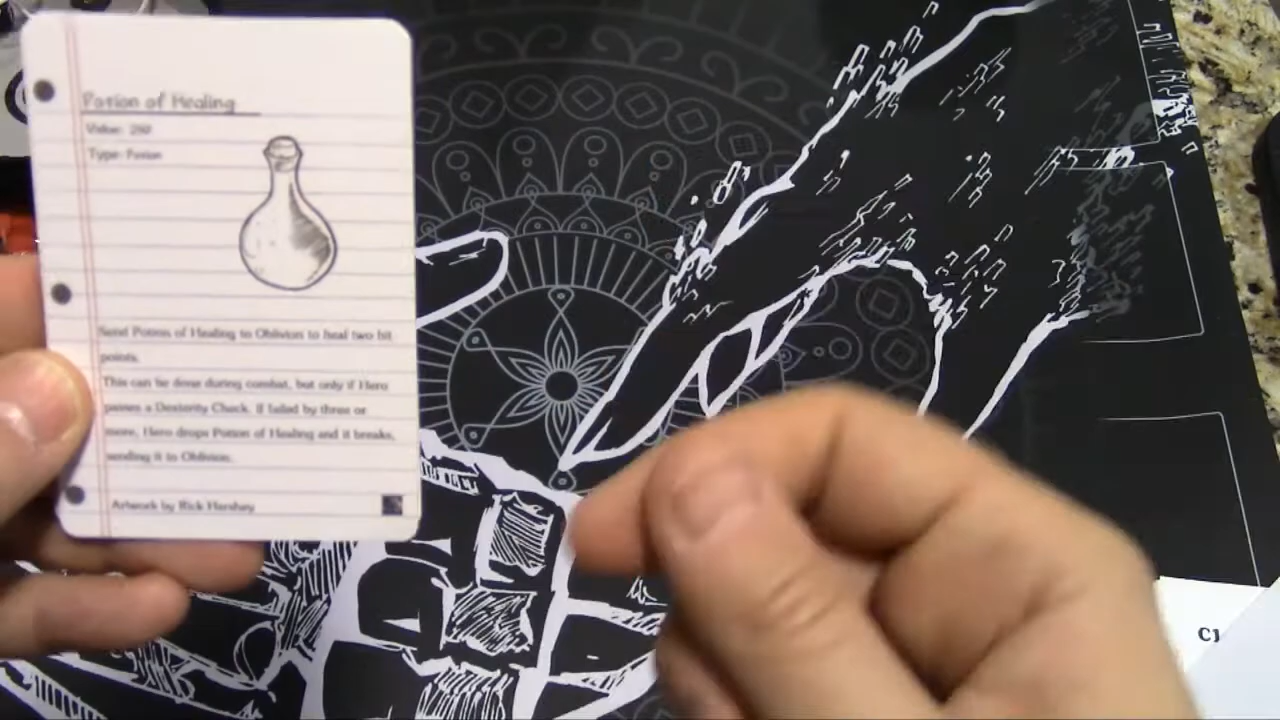 Potion of Healing
Value: 250
Type: Potion
Send Potion of Healing to Oblivion to heal two hit
points.
This can be done during combat, but only if Hero
passes a Dexterity Check. If failed by three or
more, Hero drops Potion of Healing and it breaks,
sending it to Oblivion.
Artwork by Rick Hershey
CJ